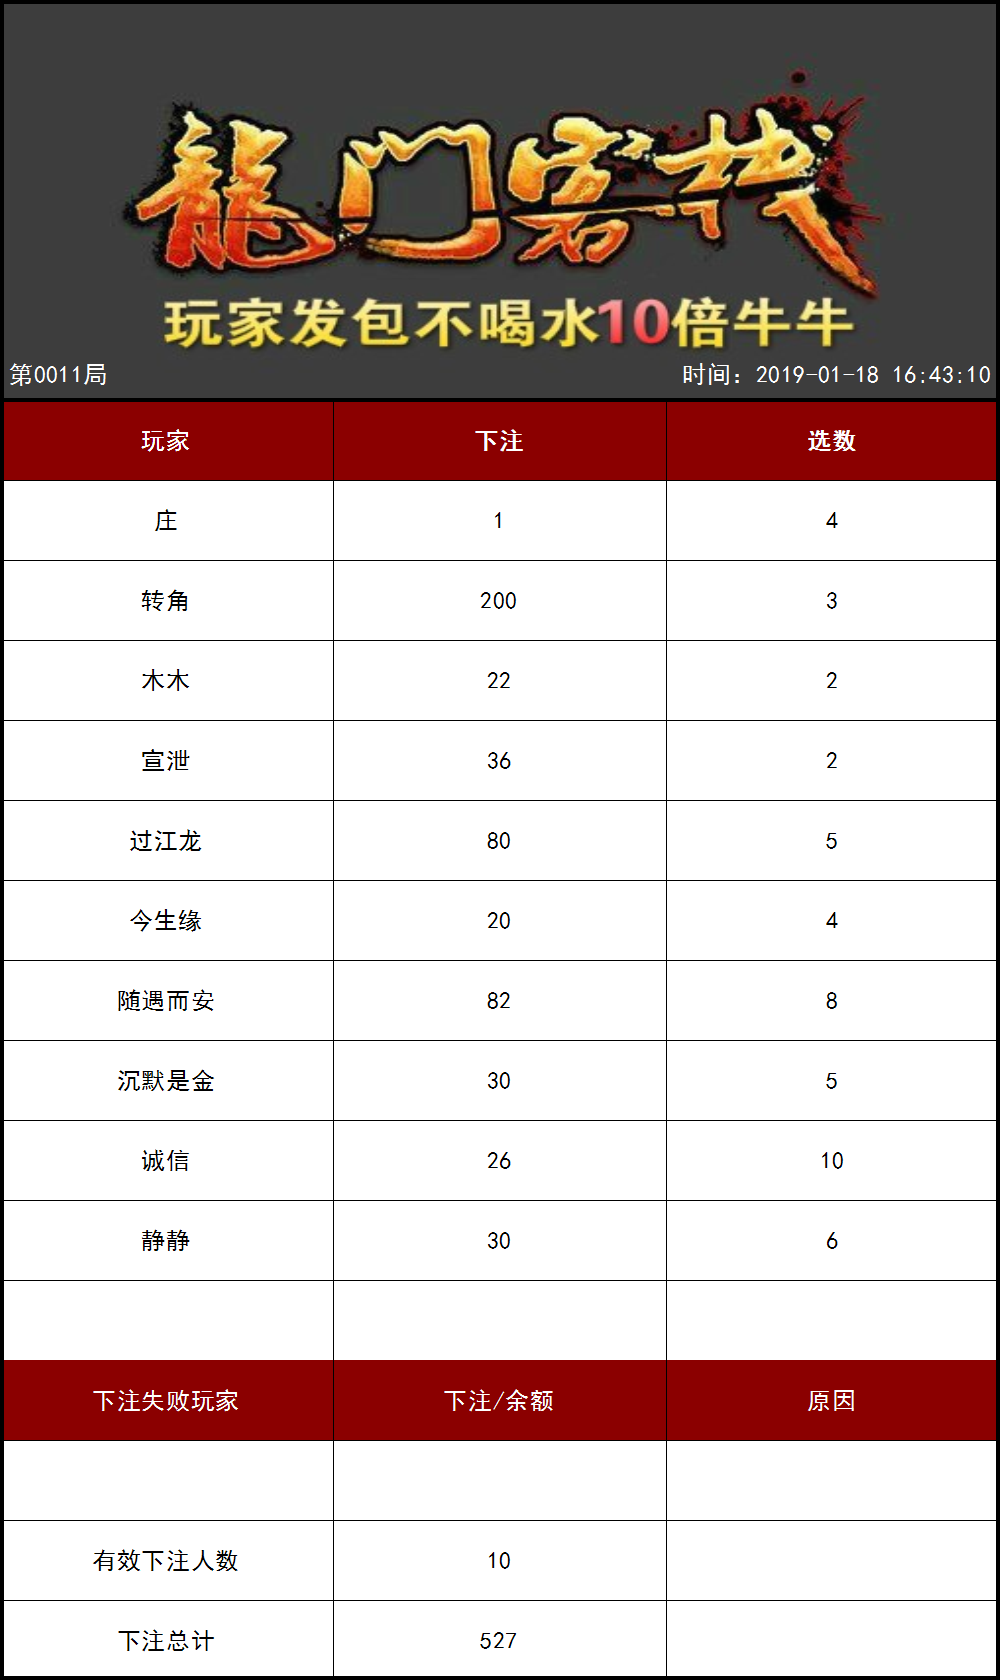 龍门客栈
玩家发包不喝水10倍牛牛
第0011局 时间：2019-01-18 16:43:10
玩家 下注 选数
庄 1 4
转角 200 3
木木 22 2
宣泄 36 2
过江龙 80 5
今生缘 20 4
随遇而安 82 8
沉默是金 30 5
诚信 26 10
静静 30 6
下注失败玩家 下注/余额 原因
有效下注人数 10
下注总计 527